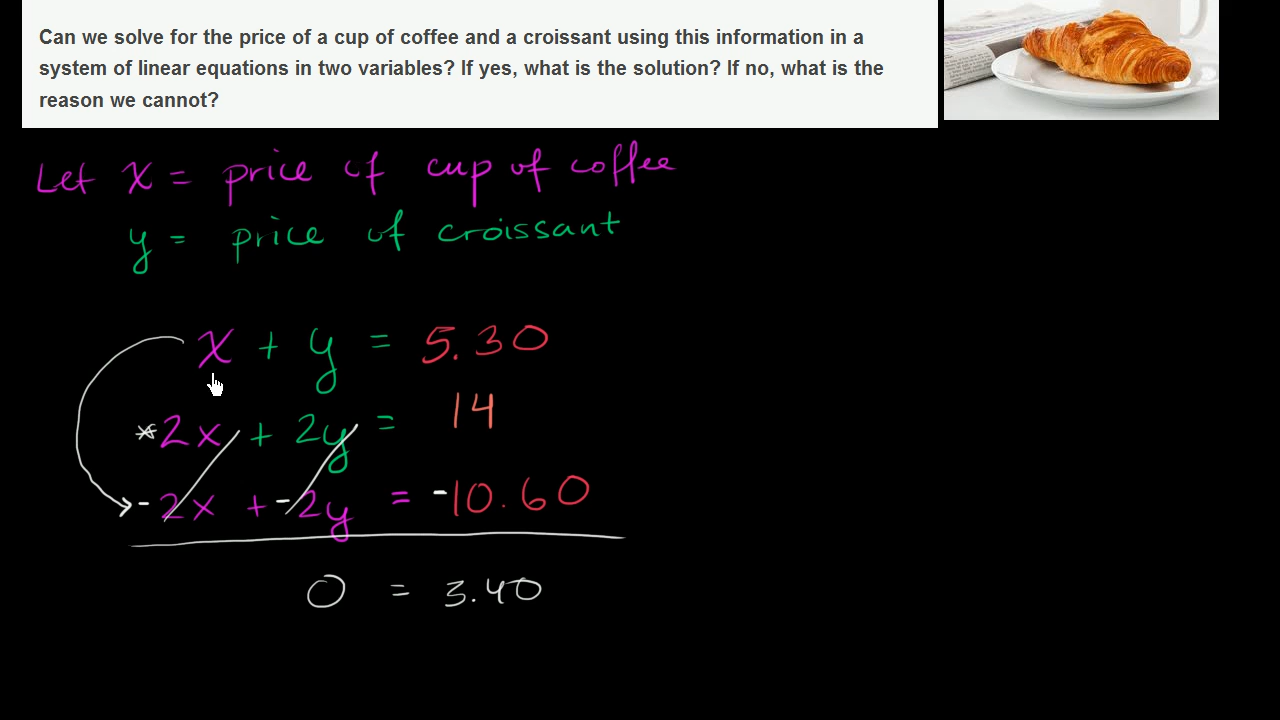 Can we solve for the price of a cup of coffee and a croissant using this information in a
system of linear equations in two variables? If yes, what is the solution? If no, what is the
reason we cannot?
Let x = price of cup of coffee
y = price of croissant
x + y = 5.30
*2x + 2y = 14
-2x + -2y = -10.60
0 = 3.40